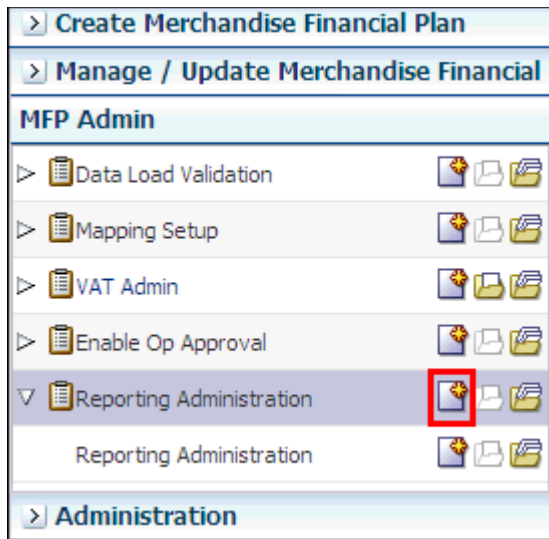 Create Merchandise Financial Plan
Manage / Update Merchandise Financial
MFP Admin
Data Load Validation
Mapping Setup
VAT Admin
Enable Op Approval
Reporting Administration
Reporting Administration
Administration